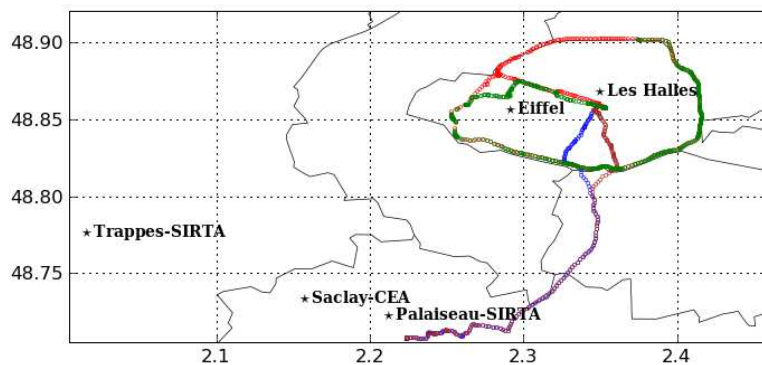 48.90
Les Halles
Eiffel
48.85
48.80
Trappes-SIRTA
48.75
Saclay-CEA
Palaiseau-SIRTA
2.1 2.2 2.3 2.4